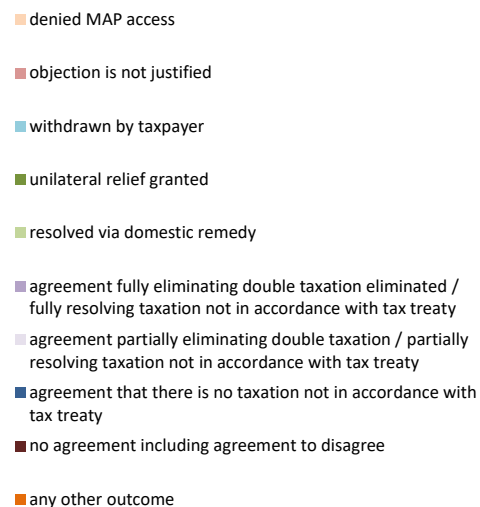 denied MAP access
objection is not justified
withdrawn by taxpayer
unilateral relief granted
resolved via domestic remedy
agreement fully eliminating double taxation eliminated /
fully resolving taxation not in accordance with tax treaty
agreement partially eliminating double taxation / partially
resolving taxation not in accordance with tax treaty
agreement that there is no taxation not in accordance with
tax treaty
no agreement including agreement to disagree
any other outcome